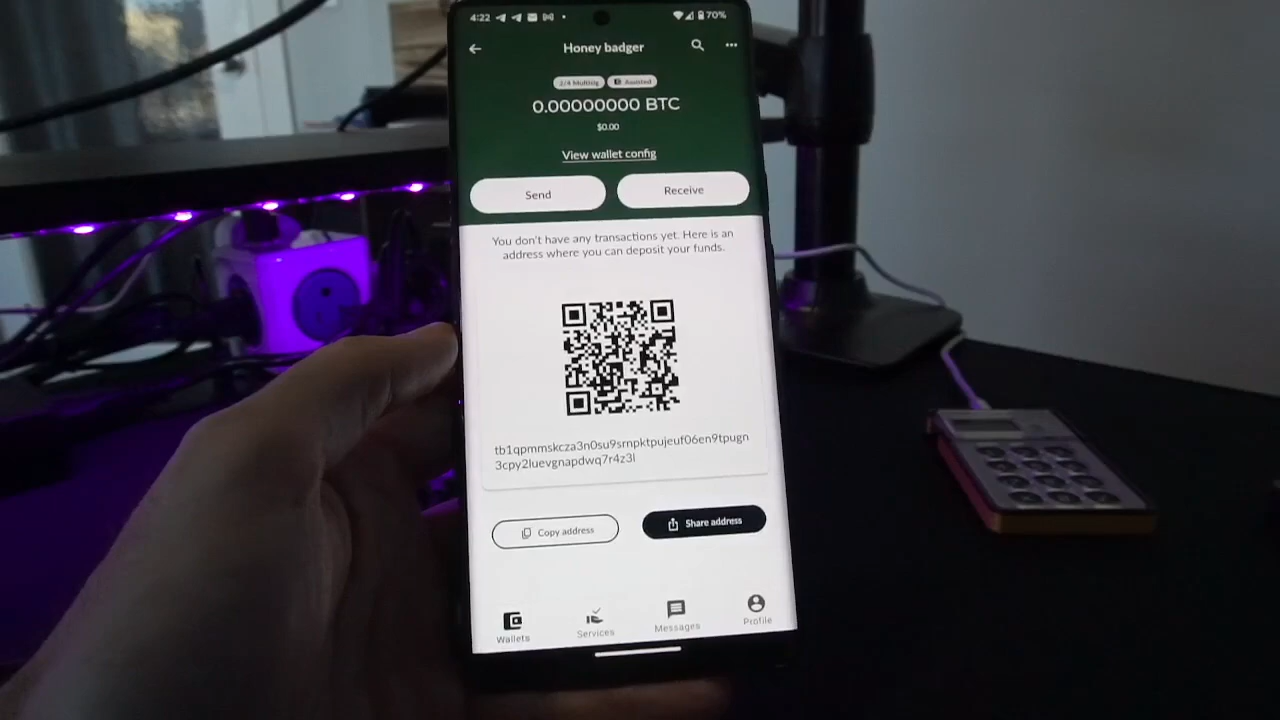 4:22
70%
Honey badger
2/4 Multisig
Assisted
0.00000000 BTC
$0.00
View wallet config
Send
Receive
You don't have any transactions yet. Here is an
address where you can deposit your funds.
tb1qpmmskcza3n0su9srnpktpujeuf06en9tpugn
3cpy2luevgnapdwq7r4z3l
Copy address
Share address
Wallets
Services
Messages
Profile